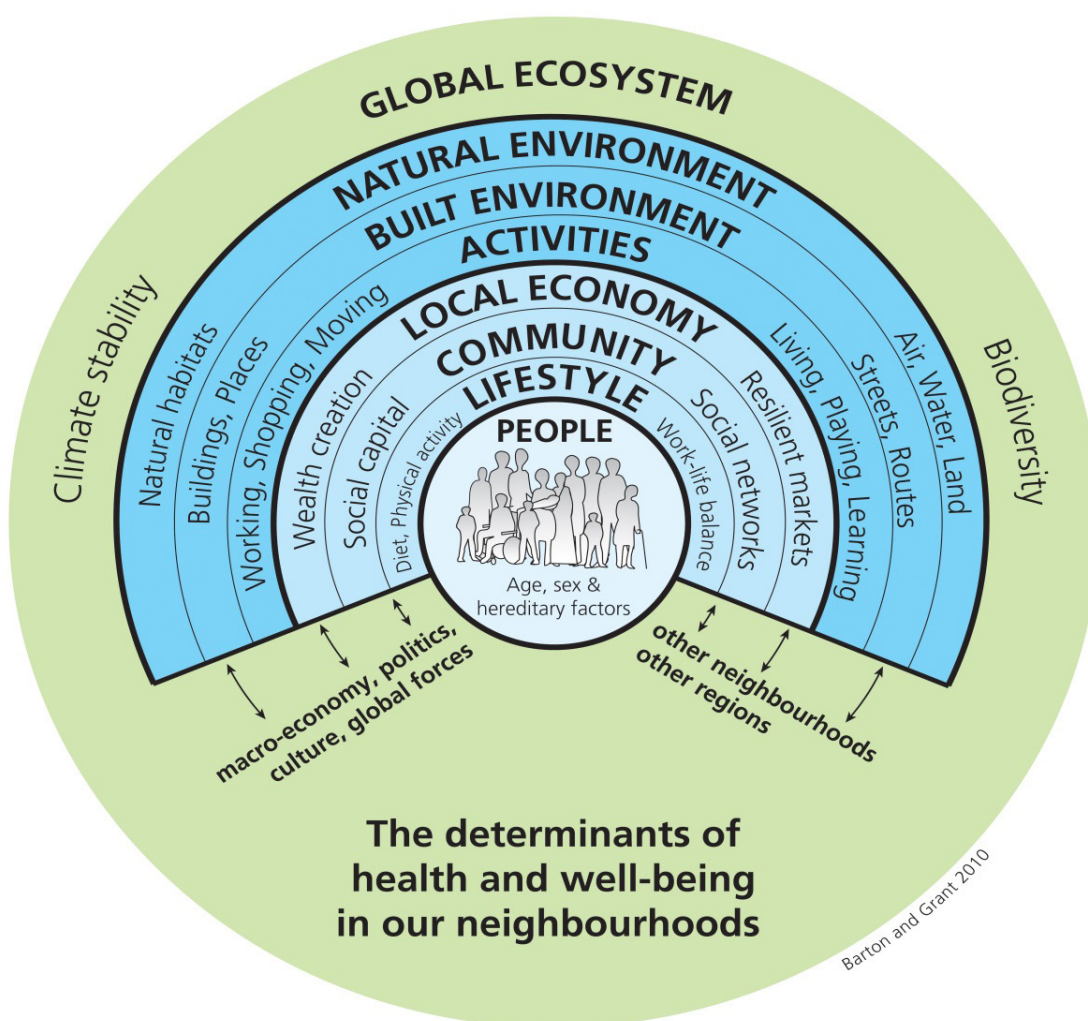 GLOBAL ECOSYSTEM
NATURAL ENVIRONMENT
BUILT ENVIRONMENT
ACTIVITIES
LOCAL ECONOMY
COMMUNITY
LIFESTYLE
PEOPLE
Age, sex &
hereditary factors
Climate stability
Natural habitats
Buildings, Places
Working, Shopping, Moving
Wealth creation
Social capital
Diet, Physical activity
Work-life balance
Social networks
Resilient markets
Living, Playing, Learning
Streets, Routes
Air, Water, Land
Biodiversity
macro-economy, politics,
culture, global forces
other neighbourhoods
other regions
The determinants of
health and well-being
in our neighbourhoods
Barton and Grant 2010